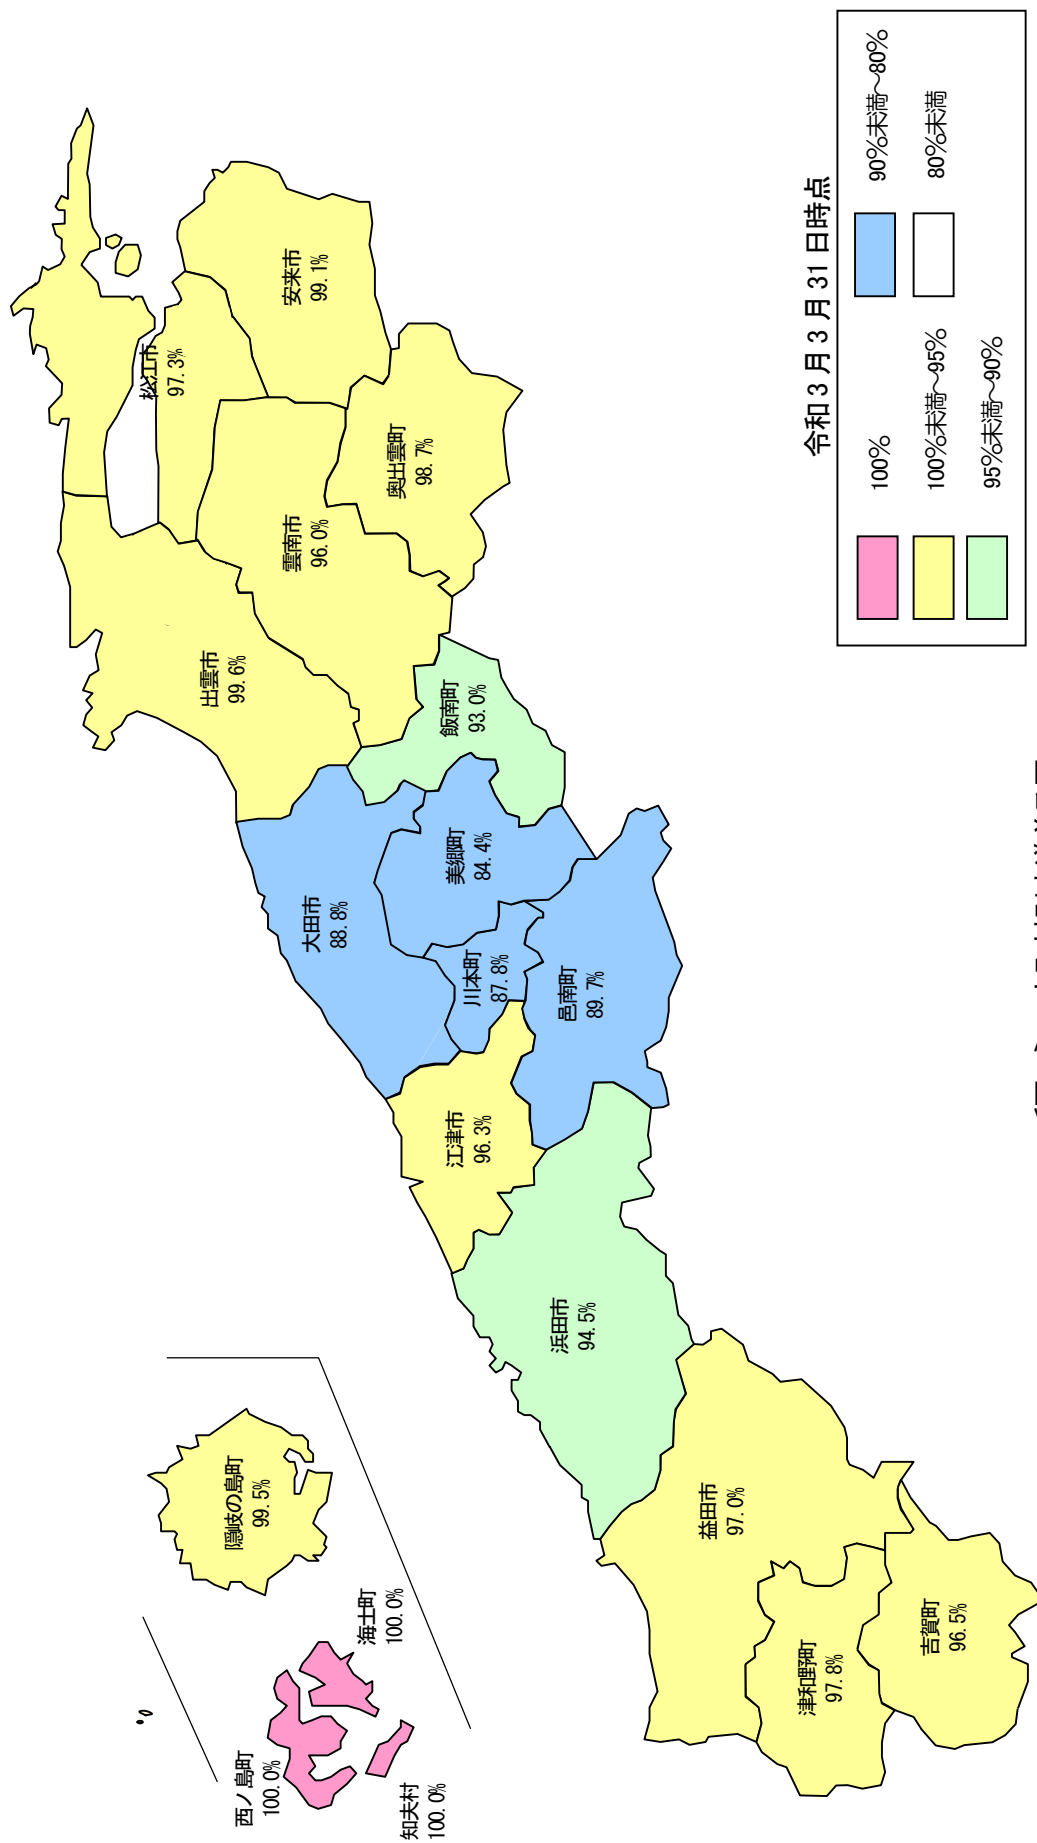 松江市
97.3%
安来市
99.1%
出雲市
99.6%
雲南市
96.0%
奥出雲町
98.7%
飯南町
93.0%
大田市
88.8%
美郷町
84.4%
川本町
87.8%
邑南町
89.7%
江津市
96.3%
浜田市
94.5%
益田市
97.0%
津和野町
97.8%
吉賀町
96.5%
隠岐の島町
99.5%
海士町
100.0%
西ノ島町
100.0%
知夫村
100.0%
令和3月3月31日時点
100%
90%未満~80%
100%未満~95%
80%未満
95%未満~90%